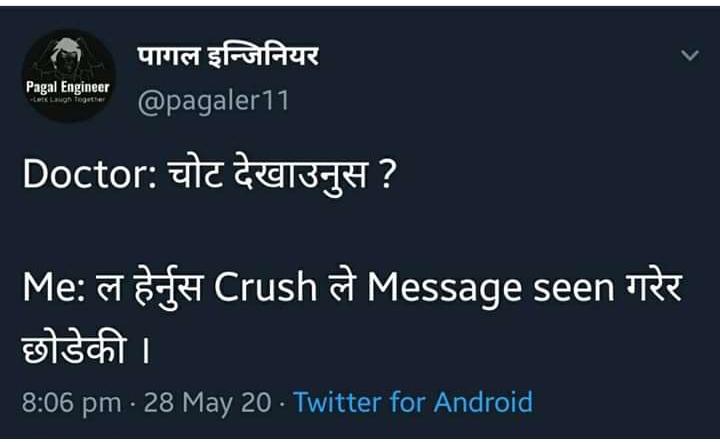 पागल इन्जिनियर
Pagal Engineer
-Lets Laugh Together
@pagaler11
Doctor: चोट देखाउनुस ?
Me: ल हेर्नुस Crush ले Message seen गरेर
छोडेकी ।
8:06 pm · 28 May 20 · Twitter for Android